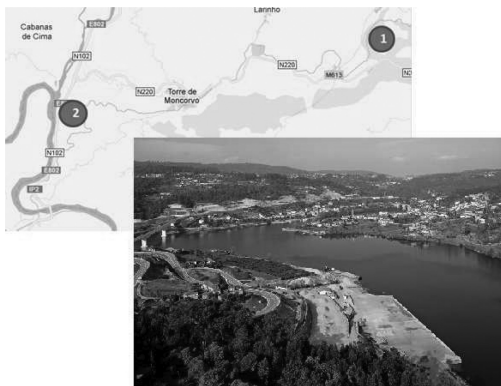 Larinho
Cabanas
de Cima
E802
N102
1
N220
M613
N220
Torre de
Moncorvo
2
N102
E802
IP2